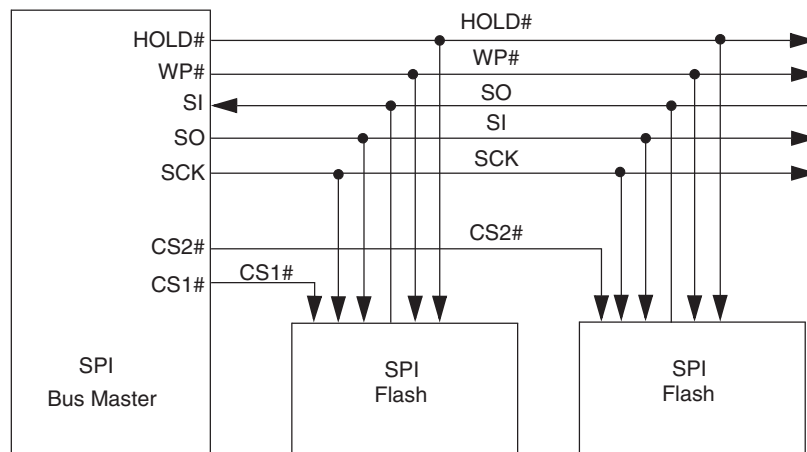 HOLD#
HOLD#
WP#
WP#
SI
SO
SO
SI
SCK
SCK
CS2#
CS2#
CS1#
CS1#
SPI
Bus Master
SPI
Flash
SPI
Flash